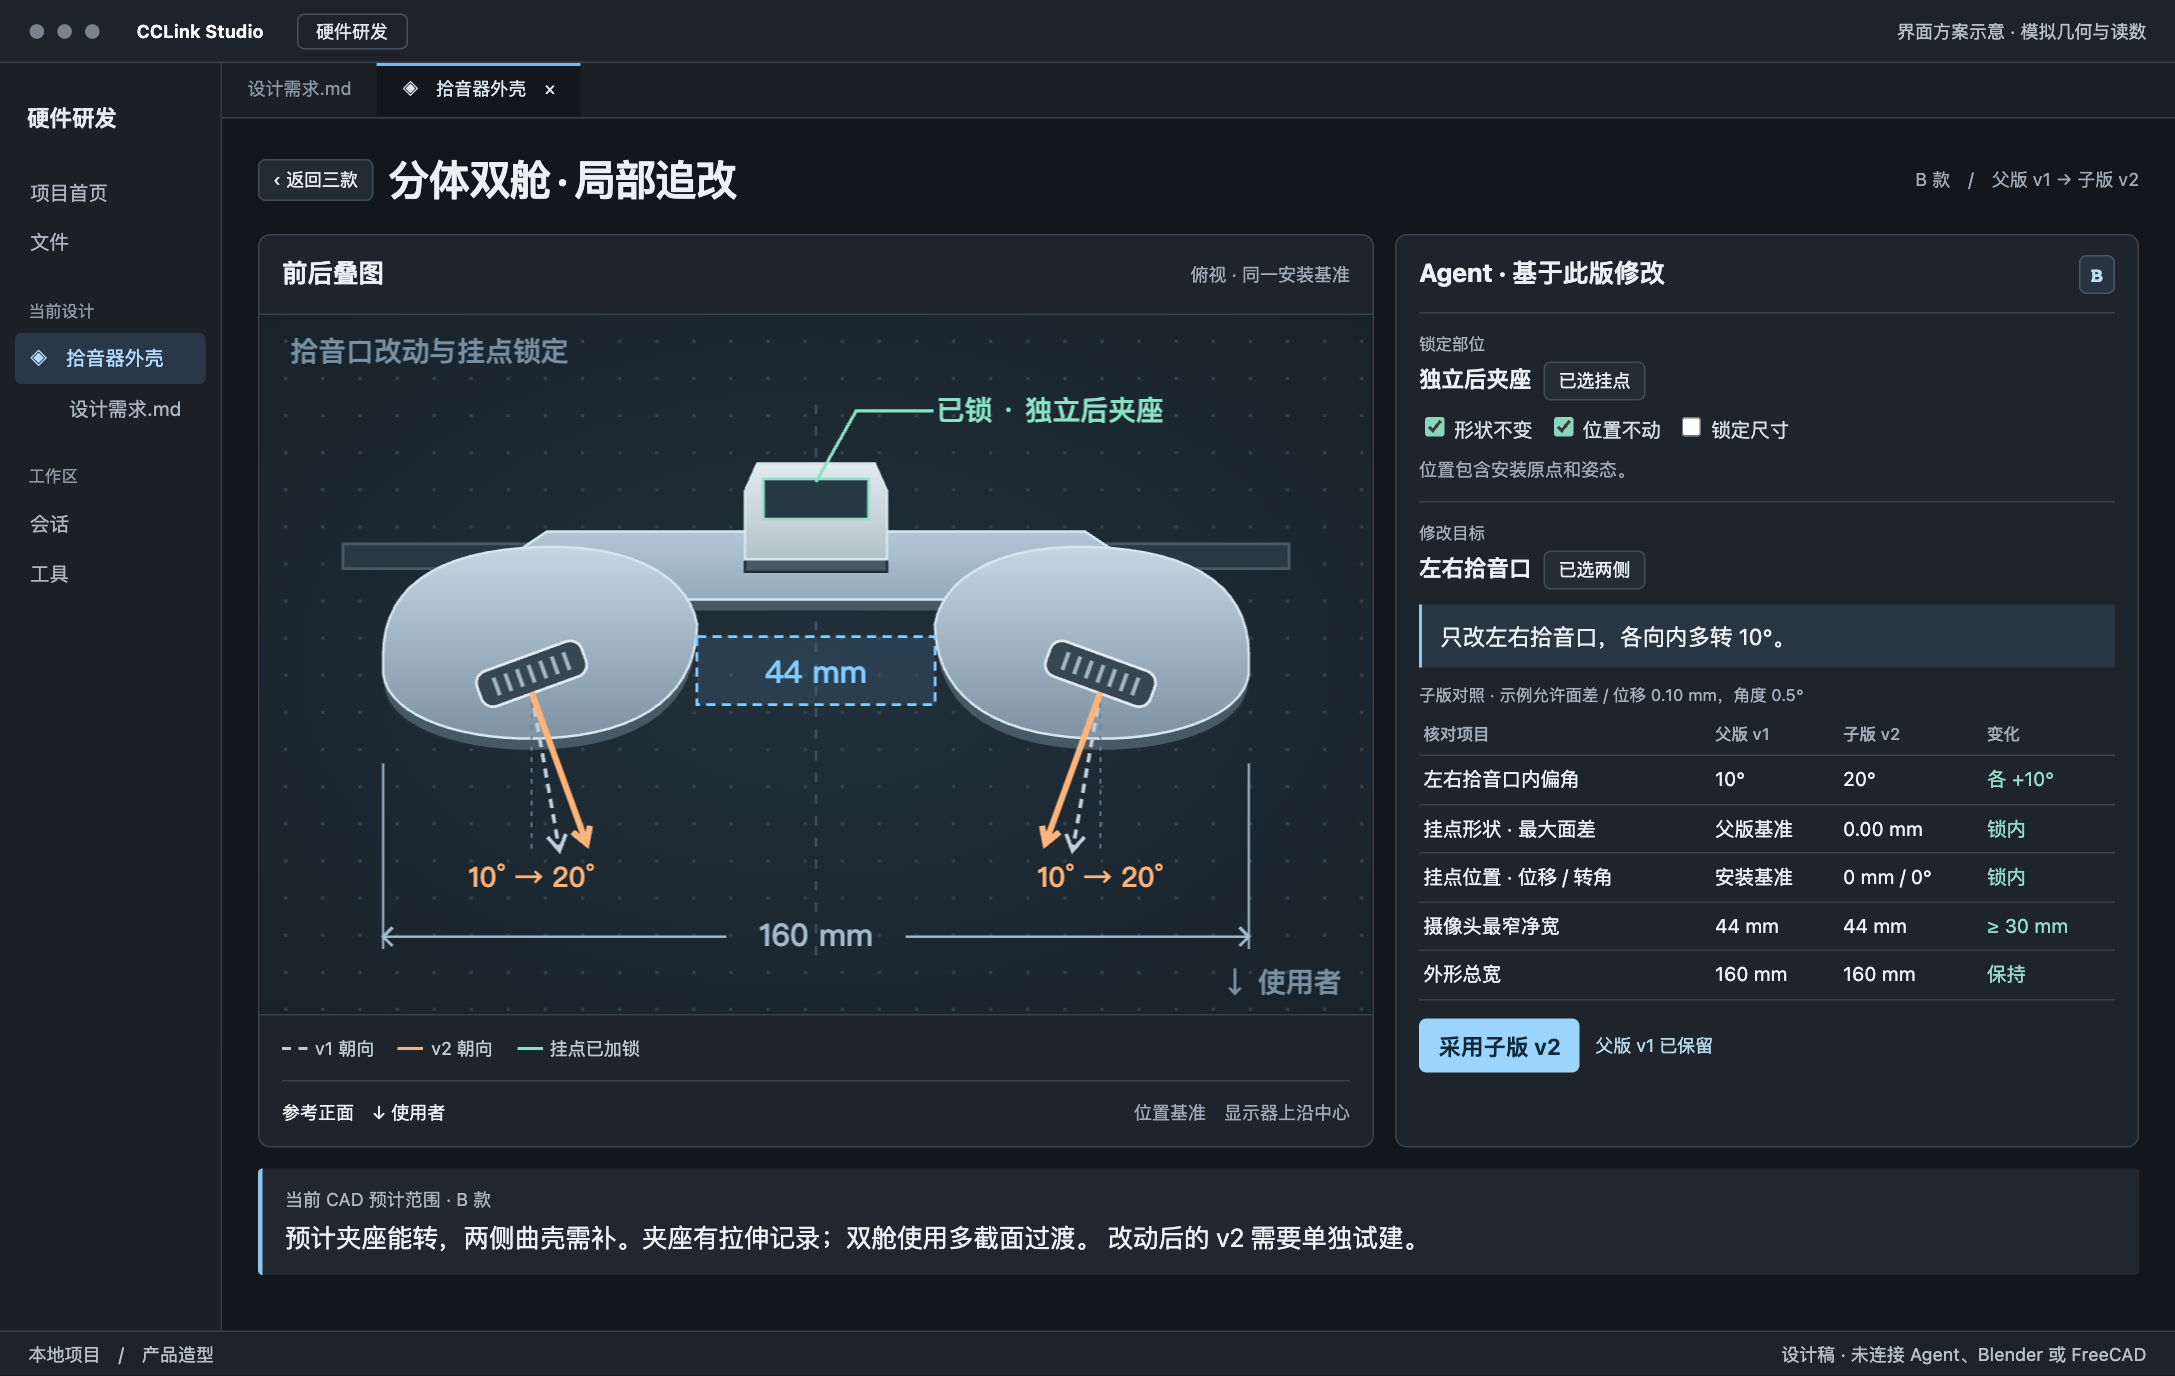 CCLink Studio
硬件研发
界面方案示意 · 模拟几何与读数
硬件研发
项目首页
文件
当前设计
拾音器外壳
设计需求.md
工作区
会话
工具
设计需求.md
拾音器外壳 ×
‹ 返回三款
分体双舱·局部追改
B 款 / 父版 v1 → 子版 v2
前后叠图
俯视 · 同一安装基准
拾音口改动与挂点锁定
已锁 · 独立后夹座
44 mm
10° → 20°
10° → 20°
160 mm
↓ 使用者
v1 朝向
v2 朝向
挂点已加锁
参考正面 ↓ 使用者
位置基准 显示器上沿中心
Agent · 基于此版修改
B
锁定部位
独立后夹座 已选挂点
形状不变 位置不动 锁定尺寸
位置包含安装原点和姿态。
修改目标
左右拾音口 已选两侧
只改左右拾音口，各向内多转 10°。
子版对照 · 示例允许面差 / 位移 0.10 mm，角度 0.5°
核对项目 父版 v1 子版 v2 变化
左右拾音口内偏角 10° 20° 各 +10°
挂点形状 · 最大面差 父版基准 0.00 mm 锁内
挂点位置 · 位移 / 转角 安装基准 0 mm / 0° 锁内
摄像头最窄净宽 44 mm 44 mm ≥ 30 mm
外形总宽 160 mm 160 mm 保持
采用子版 v2 父版 v1 已保留
当前 CAD 预计范围 · B 款
预计夹座能转，两侧曲壳需补。夹座有拉伸记录；双舱使用多截面过渡。 改动后的 v2 需要单独试建。
本地项目 / 产品造型
设计稿 · 未连接 Agent、Blender 或 FreeCAD